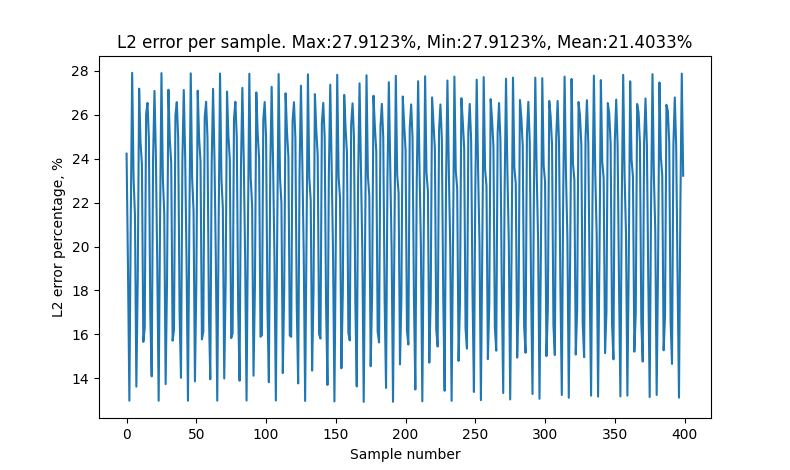 L2 error per sample. Max:27.9123%, Min:27.9123%, Mean:21.4033%
28
26
24
22
20
18
16
14
L2 error percentage, %
0 50 100 150 200 250 300 350 400
Sample number